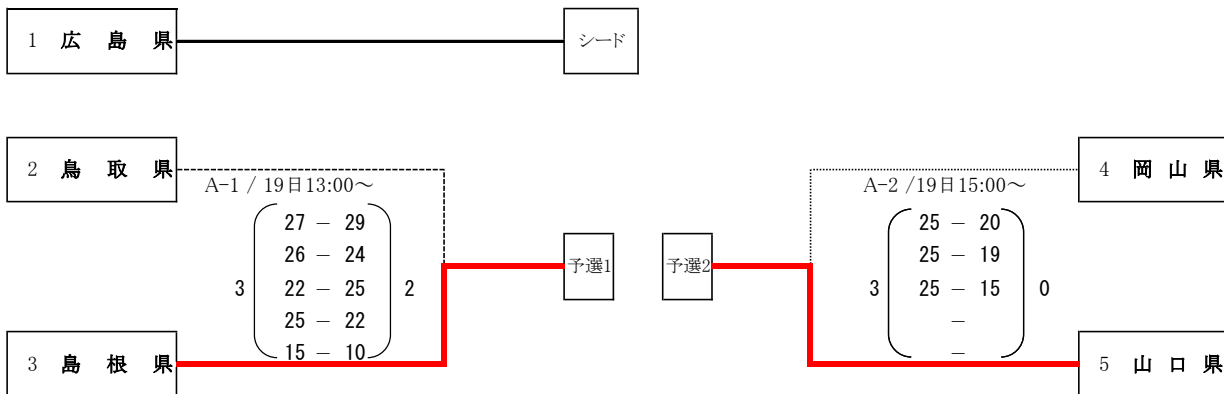 1 広島県
シード
2 鳥取県
A-1 / 19日13:00～
27 － 29
26 － 24
3 22 － 25 2
25 － 22
15 － 10
予選1
3 島根県
4 岡山県
A-2 /19日15:00～
25 － 20
25 － 19
3 25 － 15 0
－
－
予選2
5 山口県